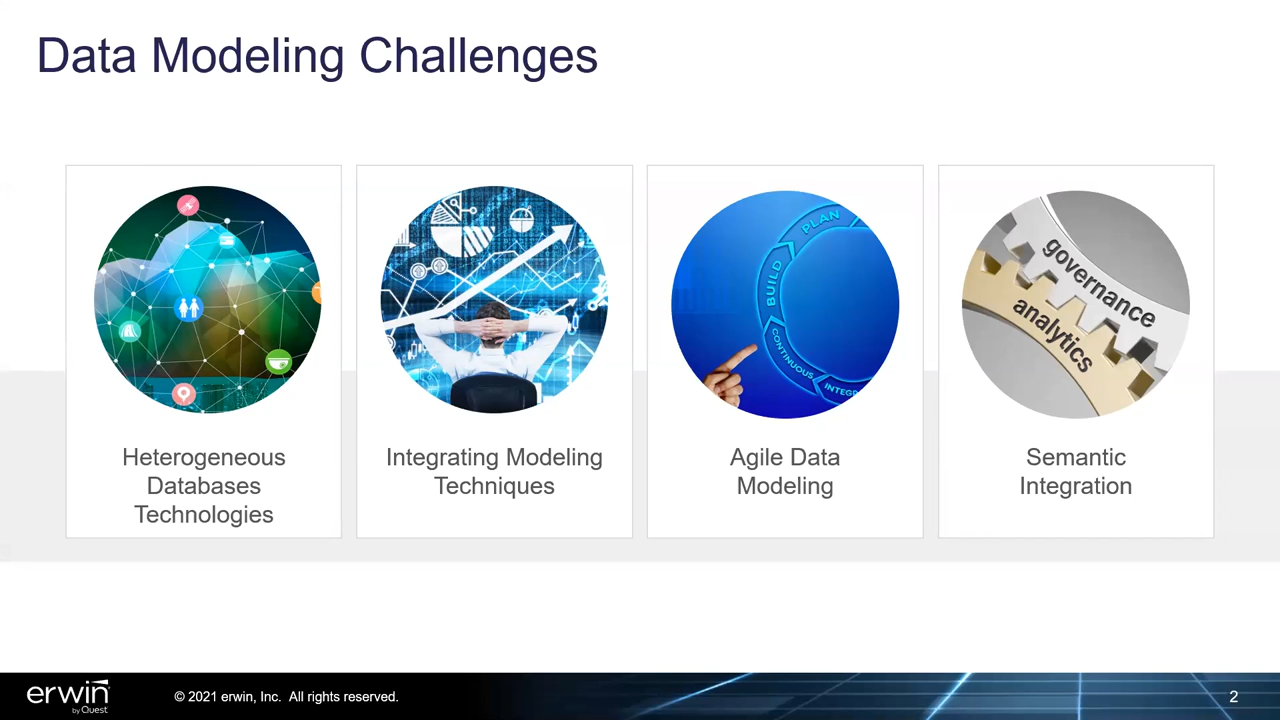 Data Modeling Challenges
PLAN
BUILD
CONTINUOUS
INTEGR
governance
analytics
Heterogeneous
Databases
Technologies
Integrating Modeling
Techniques
Agile Data
Modeling
Semantic
Integration
erwin
by Quest
© 2021 erwin, Inc. All rights reserved.
2